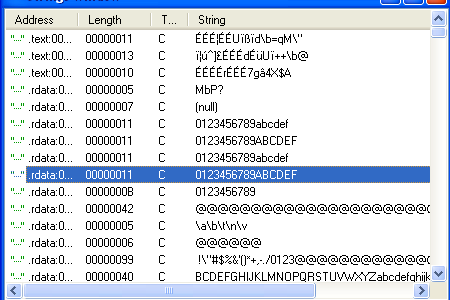 Address Length T... String
"..." .text:00... 00000011 C ÉÉÉ¦ÉÉUïßïd\b=qM\"
"..." .text:00... 00000013 C ï¦ú^]£ÉÉÉdÉüUï++\b@
"..." .text:00... 00000010 C ÉÉÉÉrÉÉÉ7gâ4X$A
"..." .rdata:0... 00000005 C MbP?
"..." .rdata:0... 00000007 C (null)
"..." .rdata:0... 00000011 C 0123456789abcdef
"..." .rdata:0... 00000011 C 0123456789ABCDEF
"..." .rdata:0... 00000011 C 0123456789abcdef
"..." .rdata:0... 00000011 C 0123456789ABCDEF
"..." .rdata:0... 0000000B C 0123456789
"..." .rdata:0... 00000042 C @@@@@@@@@@@@@@@@@@@@@
"..." .rdata:0... 00000005 C \a\b\t\n\v
"..." .rdata:0... 00000006 C @@@@@@
"..." .rdata:0... 00000099 C !\"#$%&'()*+,-./0123@@@@@@@@@@@@
"..." .rdata:0... 00000040 C BCDEFGHIJKLMNOPQRSTUVWXYZabcdefghijk